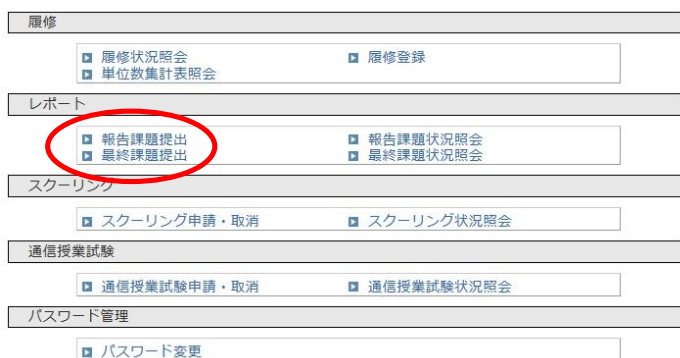 履修
履修状況照会 履修登録
単位数集計表照会
レポート
報告課題提出 報告課題状況照会
最終課題提出 最終課題状況照会
スクーリング
スクーリング申請・取消 スクーリング状況照会
通信授業試験
通信授業試験申請・取消 通信授業試験状況照会
パスワード管理
パスワード変更